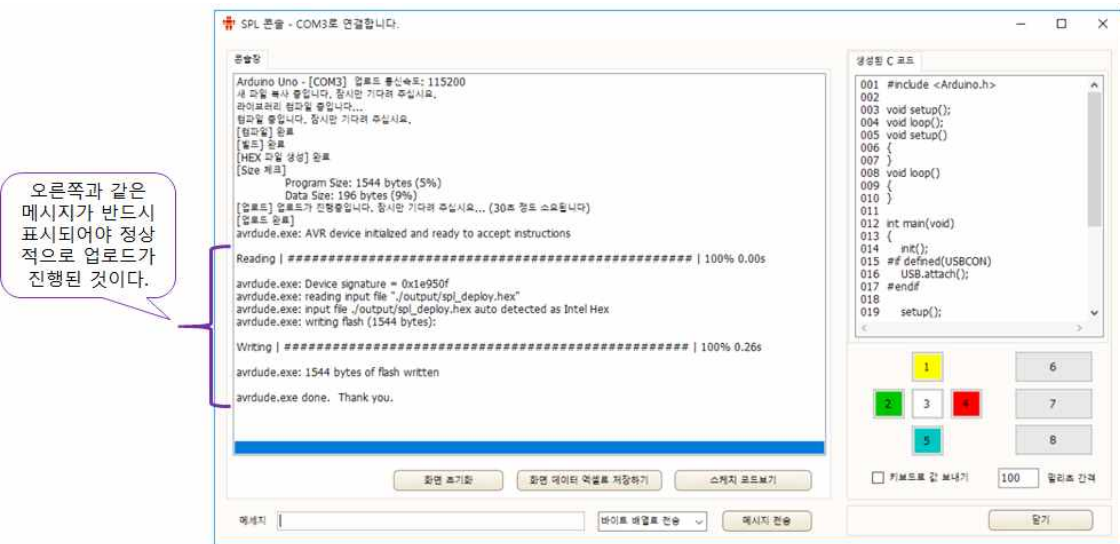 SPL 콘솔 - COM3로 연결합니다.
콘솔창
Arduino Uno - [COM3] 업로드 통신속도: 115200
새 파일 복사 중입니다. 잠시만 기다려 주십시요.
라이브러리 컴파일 중입니다...
컴파일 중입니다. 잠시만 기다려 주십시요.
[컴파일] 완료
[빌드] 완료
[HEX 파일 생성] 완료
[Size 체크]
Program Size: 1544 bytes (5%)
Data Size: 196 bytes (9%)
[업로드] 업로드가 진행중입니다. 잠시만 기다려 주십시요... (30초 정도 소요됩니다)
[업로드 완료]
avrdude.exe: AVR device initialized and ready to accept instructions
Reading | ################################################## | 100% 0.00s
avrdude.exe: Device signature = 0x1e950f
avrdude.exe: reading input file "./output/spl_deploy.hex"
avrdude.exe: input file ./output/spl_deploy.hex auto detected as Intel Hex
avrdude.exe: writing flash (1544 bytes):
Writing | ################################################## | 100% 0.26s
avrdude.exe: 1544 bytes of flash written
avrdude.exe done. Thank you.
오른쪽과 같은
메시지가 반드시
표시되어야 정상
적으로 업로드가
진행된 것이다.
화면 초기화
화면 데이터 엑셀로 저장하기
스케치 코드보기
메세지
바이트 배열로 전송
메시지 전송
생성된 C 코드
001 #include <Arduino.h>
002
003 void setup();
004 void loop();
005 void setup()
006 {
007 }
008 void loop()
009 {
010 }
011
012 int main(void)
013 {
014 init();
015 #if defined(USBCON)
016 USB.attach();
017 #endif
018
019 setup();
1
6
2
3
4
7
5
8
키보드로 값 보내기
100
밀리초 간격
닫기